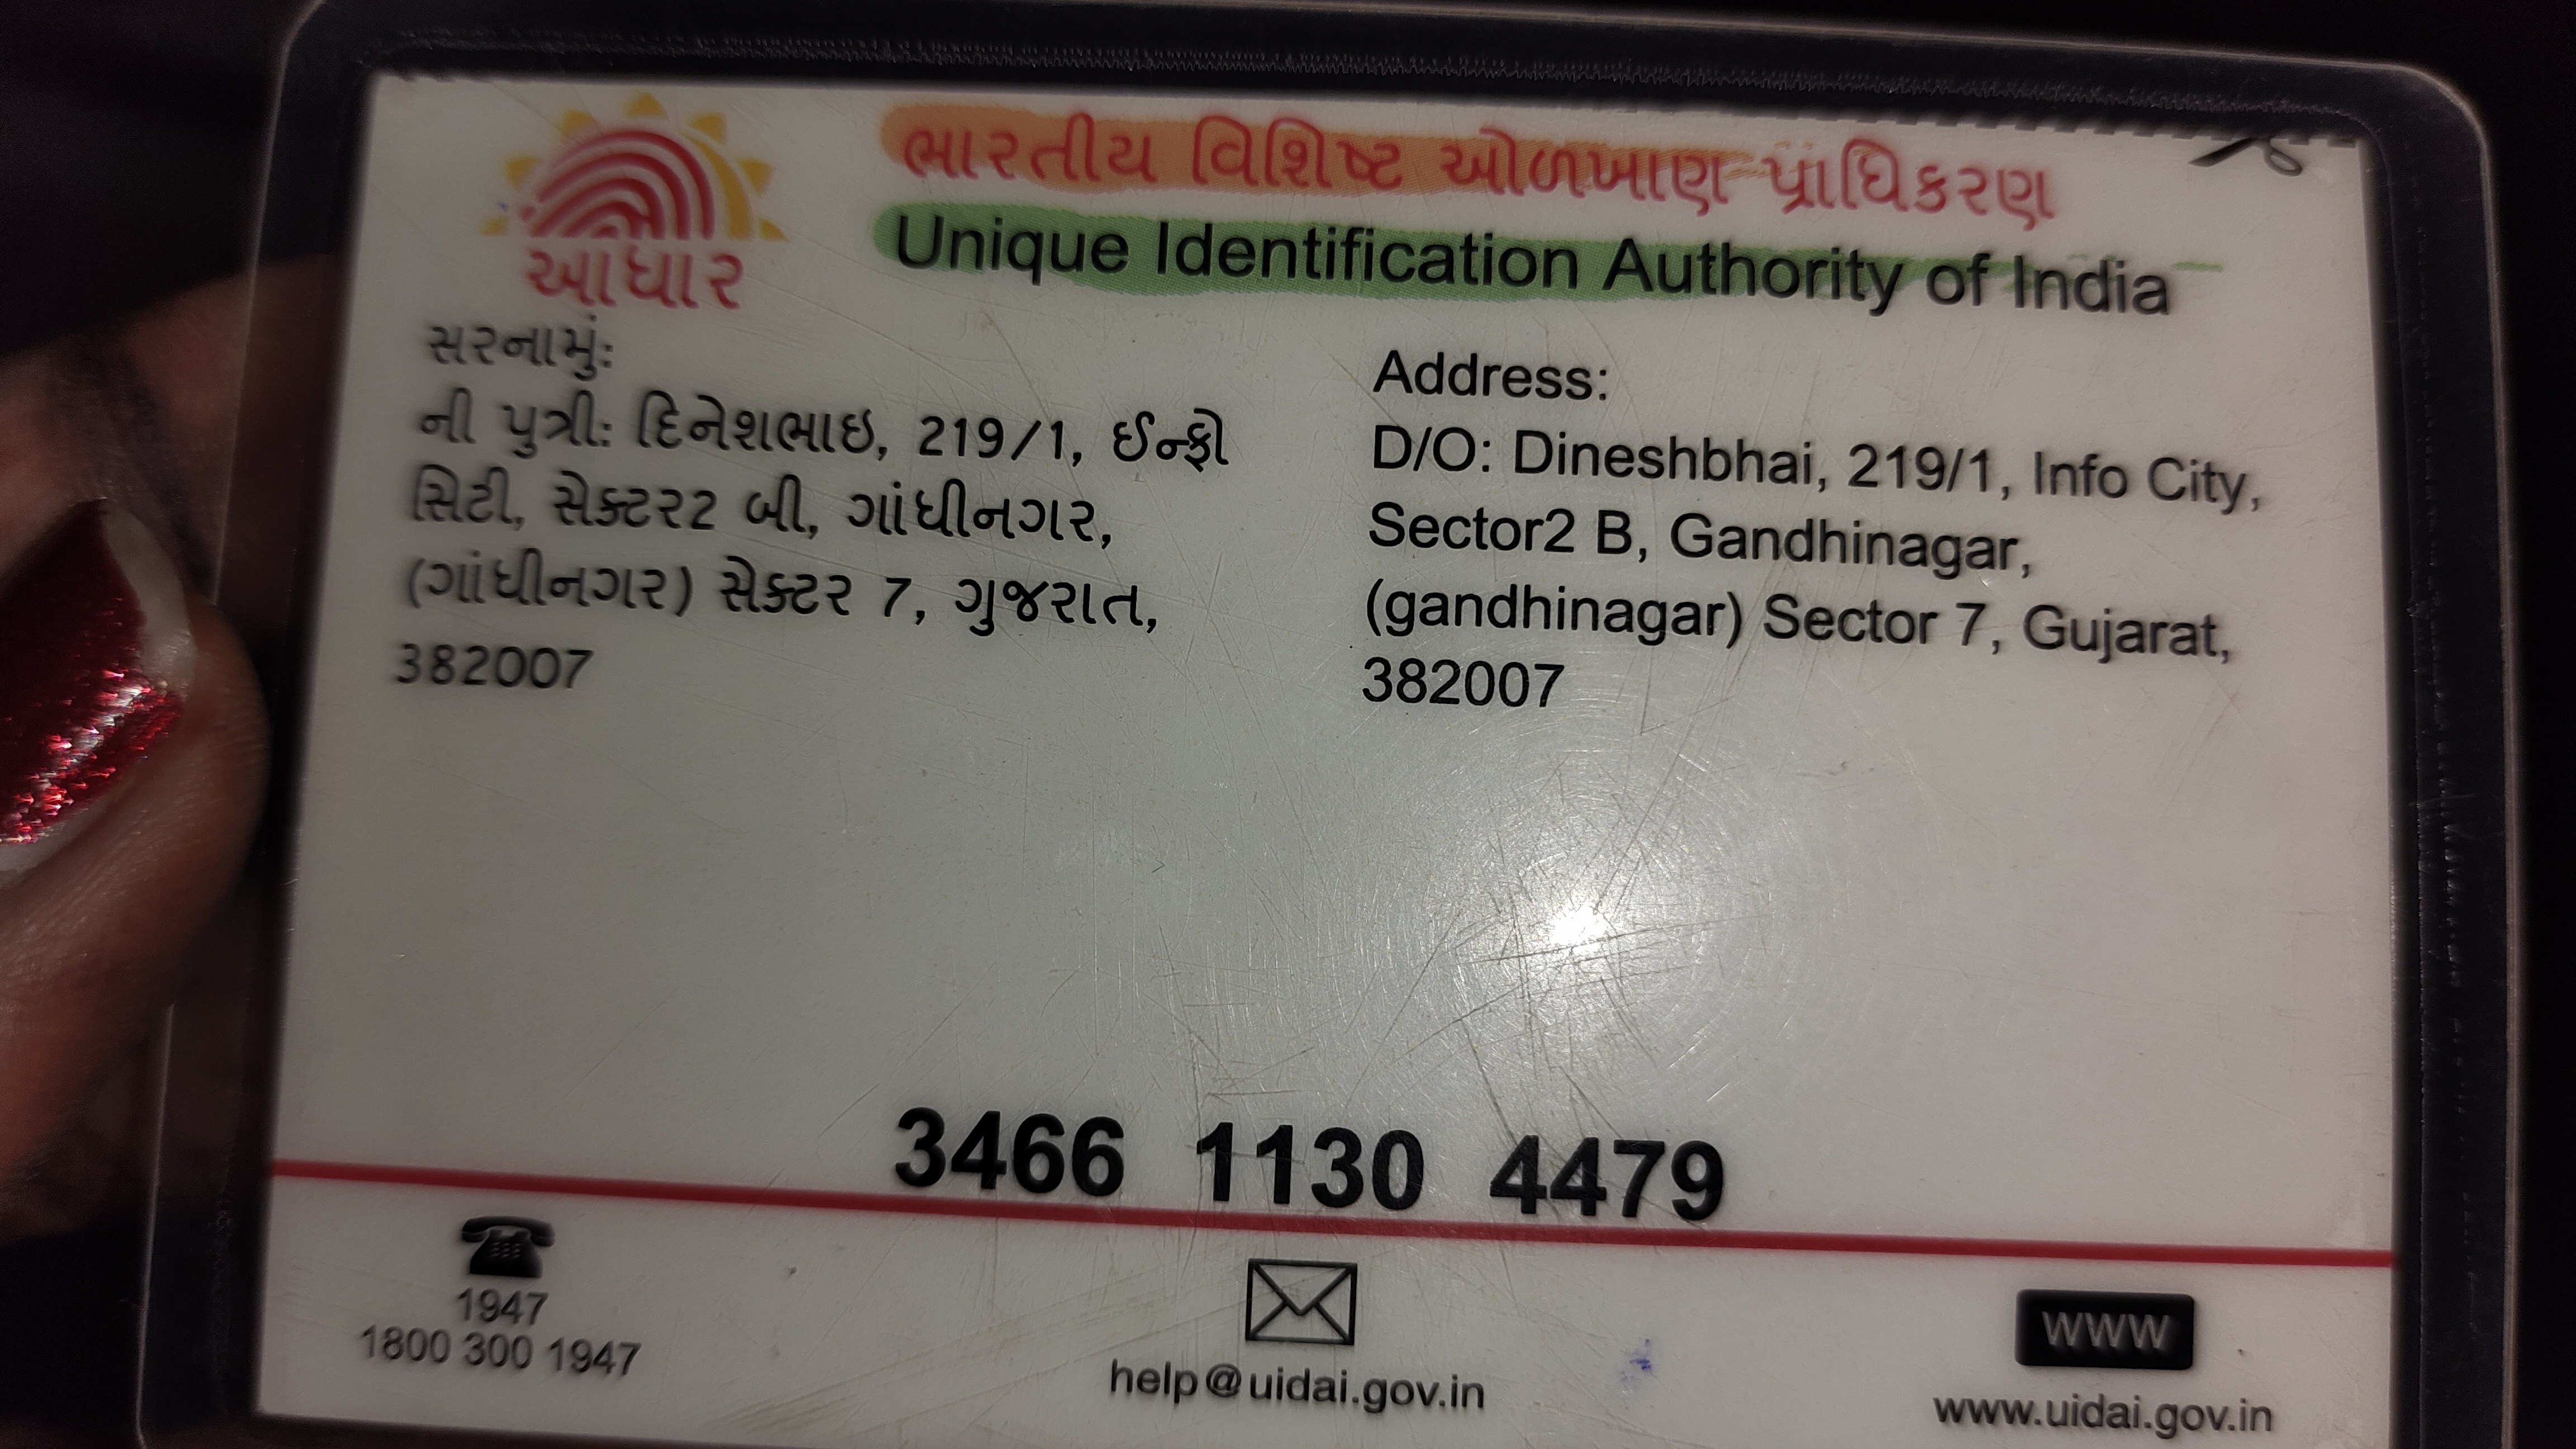 ભારતીય વિશિષ્ટ ઓળખાણ પ્રાધિકરણ
Unique Identification Authority of India
આધાર
સરનામું:
ની પુત્રી: દિનેશભાઇ, 219/1, ઈન્ફો
સિટી, સેક્ટર2 બી, ગાંધીનગર,
(ગાંધીનગર) સેક્ટર 7, ગુજરાત,
382007
Address:
D/O: Dineshbhai, 219/1, Info City,
Sector2 B, Gandhinagar,
(gandhinagar) Sector 7, Gujarat,
382007
3466 1130 4479
1947
1800 300 1947
help@uidai.gov.in
www
www.uidai.gov.in